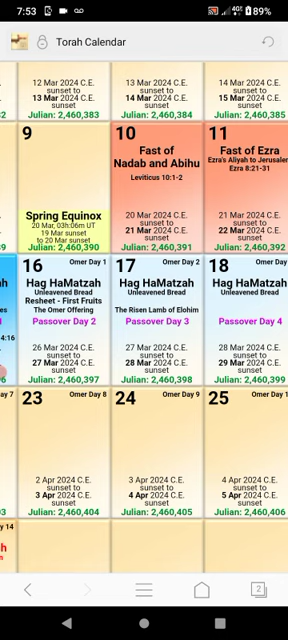 7:53
4G
89%
Torah Calendar
12 Mar 2024 C.E.
sunset to
13 Mar 2024 C.E.
sunset
Julian: 2,460,383
13 Mar 2024 C.E.
sunset to
14 Mar 2024 C.E.
sunset
Julian: 2,460,384
14 Mar 2024 C.E.
sunset to
15 Mar 2024 C.E.
sunset
Julian: 2,460,385
9
Spring Equinox
20 Mar, 03h:06m UT
19 Mar sunset
to 20 Mar sunset
Julian: 2,460,390
10
Fast of
Nadab and Abihu
Leviticus 10:1-2
20 Mar 2024 C.E.
sunset to
21 Mar 2024 C.E.
sunset
Julian: 2,460,391
11
Fast of Ezra
Ezra's Aliyah to Jerusalem
Ezra 8:21-31
21 Mar 2024 C.E.
sunset to
22 Mar 2024 C.E.
sunset
Julian: 2,460,392
4:16
16
Omer Day 1
Hag HaMatzah
Unleavened Bread
Resheet - First Fruits
The Omer Offering
Passover Day 2
26 Mar 2024 C.E.
sunset to
27 Mar 2024 C.E.
sunset
Julian: 2,460,397
17
Omer Day 2
Hag HaMatzah
Unleavened Bread
The Risen Lamb of Elohim
Passover Day 3
27 Mar 2024 C.E.
sunset to
28 Mar 2024 C.E.
sunset
Julian: 2,460,398
18
Omer Day
Hag HaMatzah
Unleavened Bread
Passover Day 4
28 Mar 2024 C.E.
sunset to
29 Mar 2024 C.E.
sunset
Julian: 2,460,399
23
Omer Day 8
2 Apr 2024 C.E.
sunset to
3 Apr 2024 C.E.
sunset
Julian: 2,460,404
24
Omer Day 9
3 Apr 2024 C.E.
sunset to
4 Apr 2024 C.E.
sunset
Julian: 2,460,405
25
Omer Day 1
4 Apr 2024 C.E.
sunset to
5 Apr 2024 C.E.
sunset
Julian: 2,460,406
y 14
2